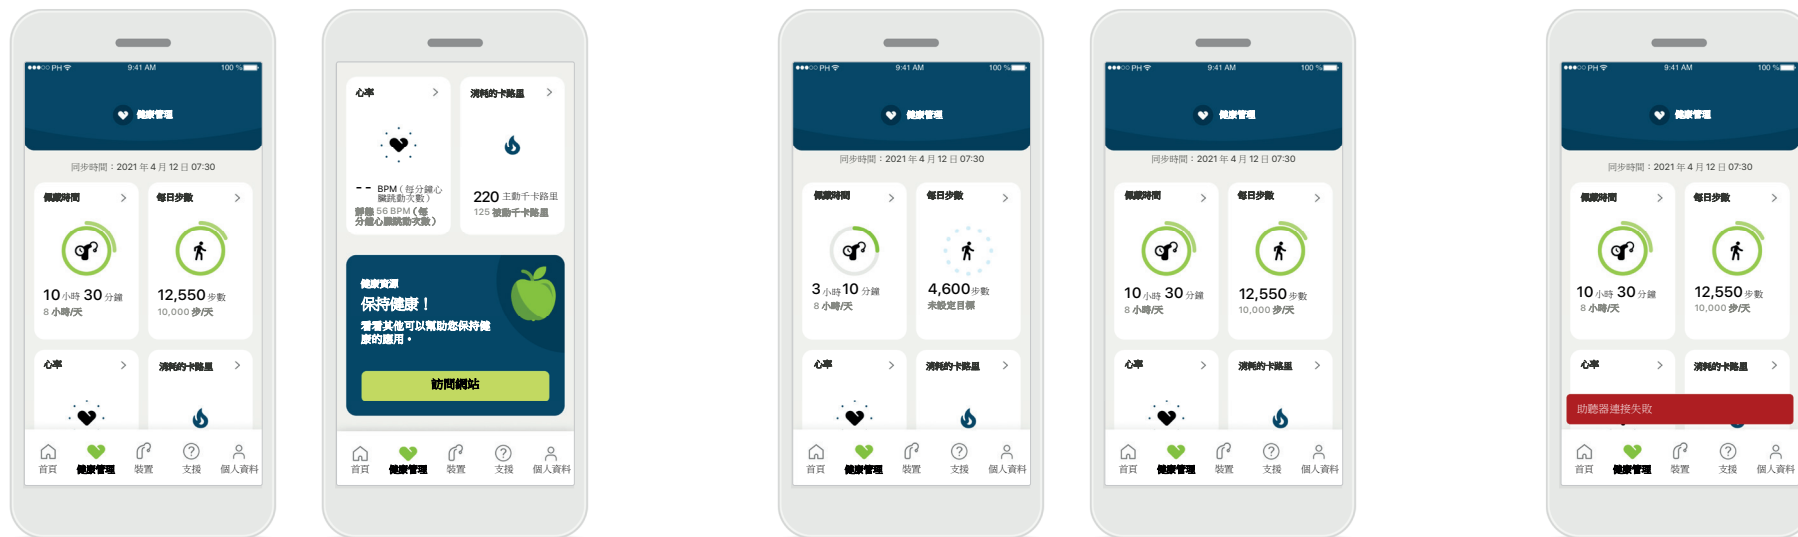 PH
9:41 AM
100 %
健康管理
同步時間：2021 年 4 月 12 日 07:30
佩戴時間
每日步數
10 小時 30 分鐘
8 小時/天
12,550 步數
10,000 步/天
心率
消耗的卡路里
首頁
健康管理
裝置
支援
個人資料
心率
消耗的卡路里
-- BPM（每分鐘心
臟跳動次數）
靜態 56 BPM（每
分鐘心臟跳動次數）
220 主動千卡路里
125 被動千卡路里
健康資源
保持健康！
看看其他可以幫助您保持健
康的應用。
訪問網站
首頁
健康管理
裝置
支援
個人資料
PH
9:41 AM
100 %
健康管理
同步時間：2021 年 4 月 12 日 07:30
佩戴時間
每日步數
3 小時 10 分鐘
8 小時/天
4,600 步數
未設定目標
心率
消耗的卡路里
首頁
健康管理
裝置
支援
個人資料
PH
9:41 AM
100 %
健康管理
同步時間：2021 年 4 月 12 日 07:30
佩戴時間
每日步數
10 小時 30 分鐘
8 小時/天
12,550 步數
10,000 步/天
心率
消耗的卡路里
首頁
健康管理
裝置
支援
個人資料
PH
9:41 AM
100 %
健康管理
同步時間：2021 年 4 月 12 日 07:30
佩戴時間
每日步數
10 小時 30 分鐘
8 小時/天
12,550 步數
10,000 步/天
心率
消耗的卡路里
助聽器連接失敗
首頁
健康管理
裝置
支援
個人資料